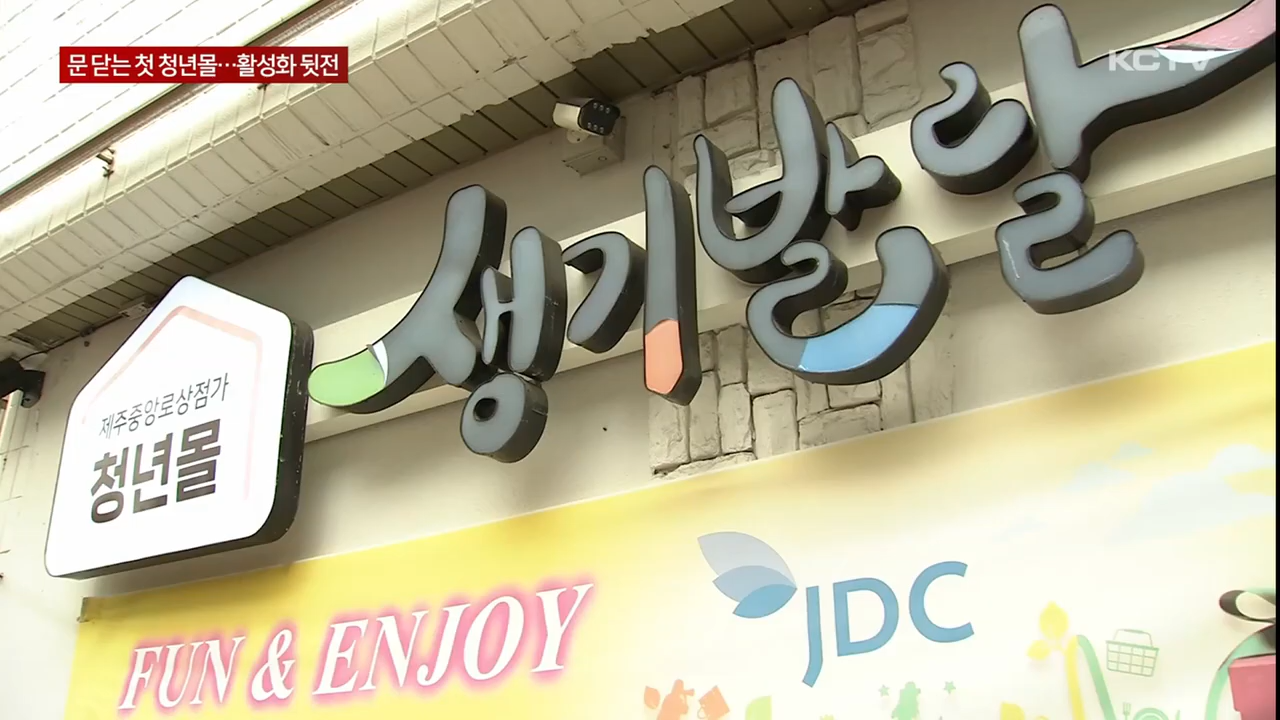 문 닫는 첫 청년몰…활성화 뒷전
KCTV
생기발랄
제주중앙로상점가
청년몰
FUN & ENJOY
JDC